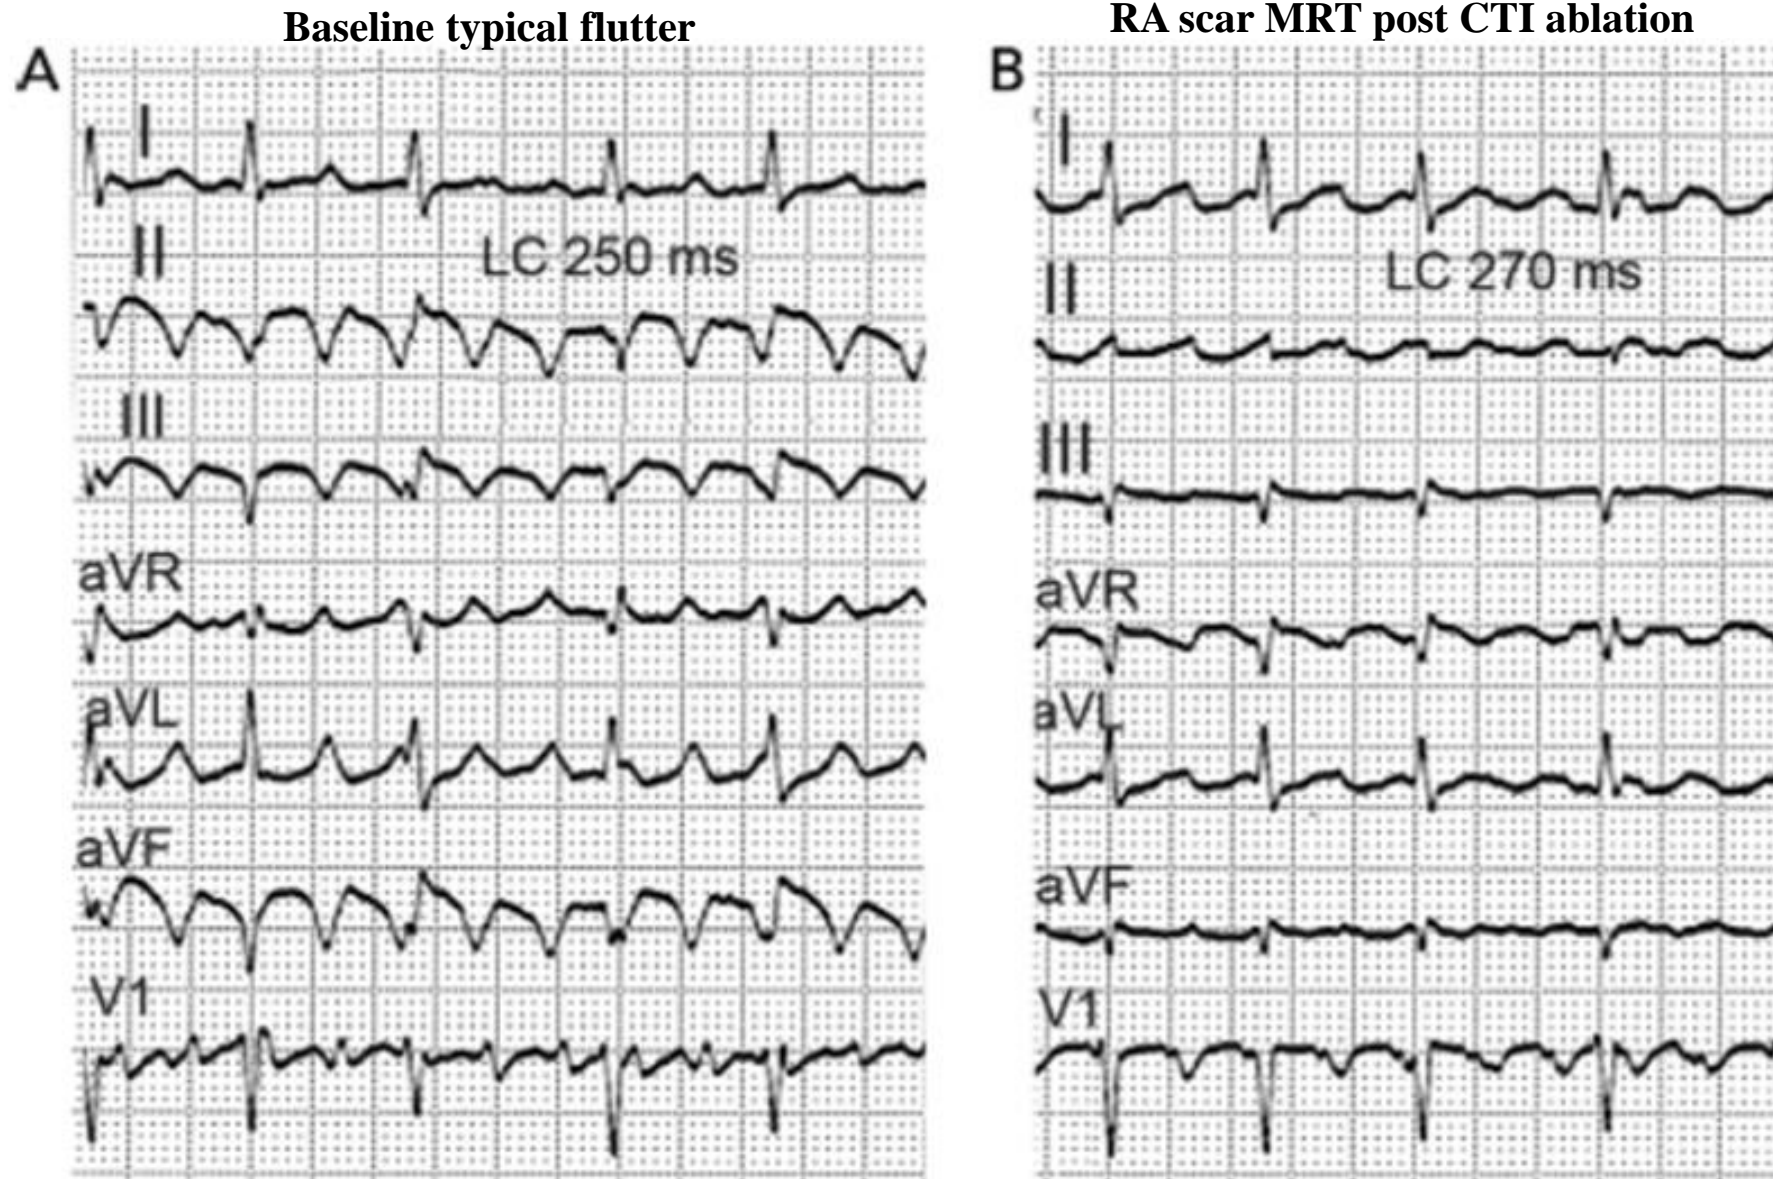 Baseline typical flutter
A
I
II
LC 250 ms
III
aVR
aVL
aVF
V1
RA scar MRT post CTI ablation
B
I
II
LC 270 ms
III
aVR
aVL
aVF
V1